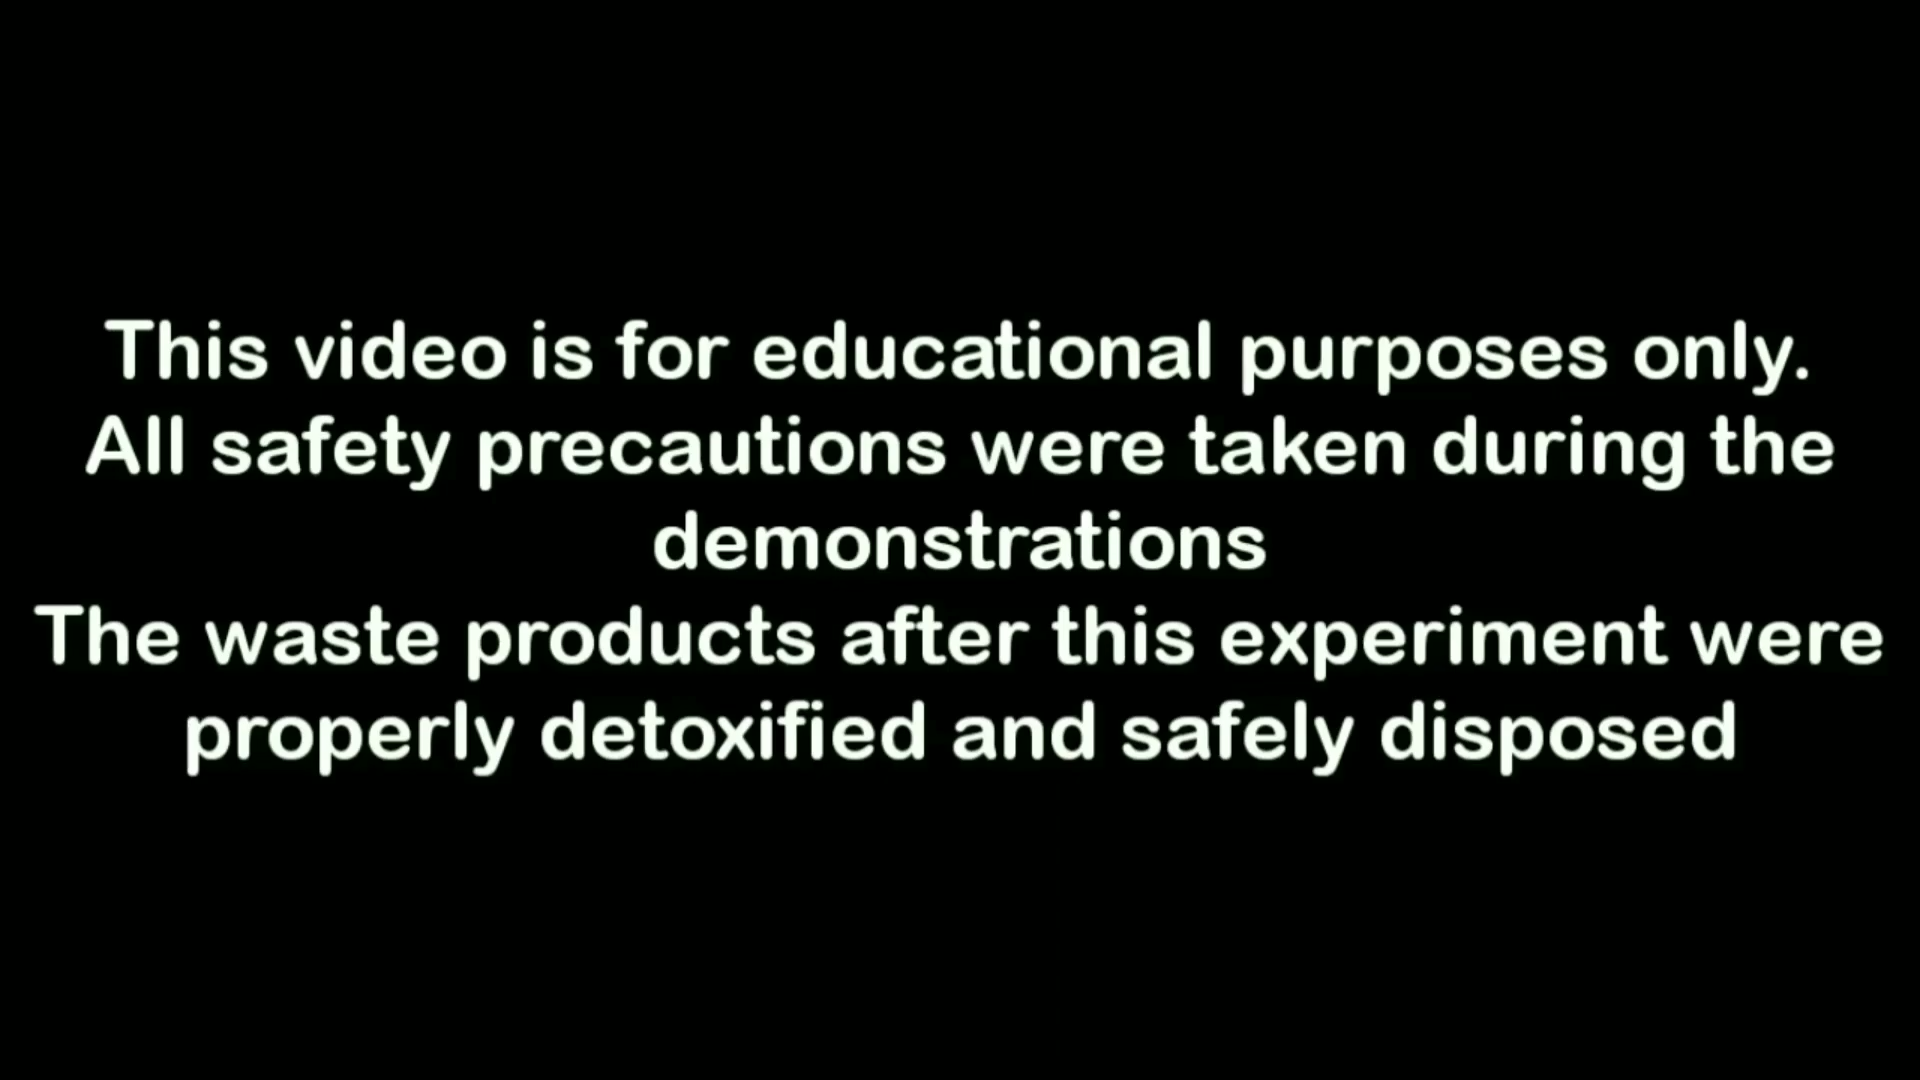 This video is for educational purposes only.
All safety precautions were taken during the
demonstrations
The waste products after this experiment were
properly detoxified and safely disposed